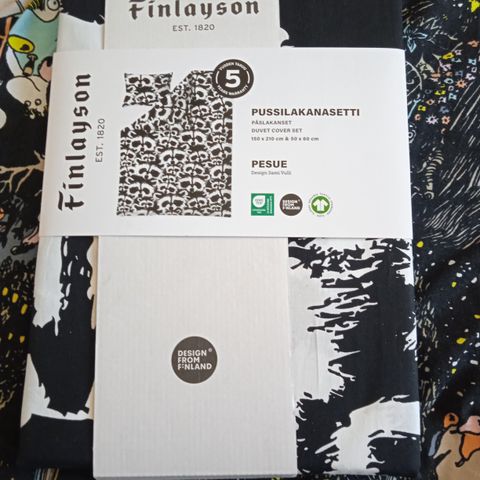 Finlayson
EST. 1820
Finlayson
EST. 1820
5
PUSSILAKANASETTI
PÅSLAKANSET
DUVET COVER SET
150 x 210 cm & 50 x 60 cm
PESUE
Design Sami Vulli
DESIGN
FROM
FINLAND
DESIGN
FROM
FINLAND